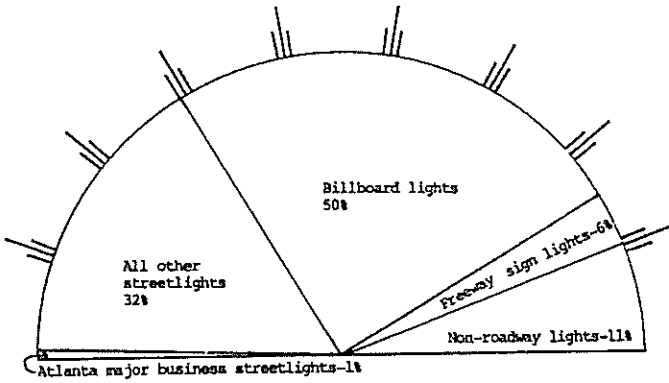 Billboard lights
50%
All other
streetlights
32%
Freeway sign lights-6%
Non-roadway lights-11%
Atlanta major business streetlights-1%